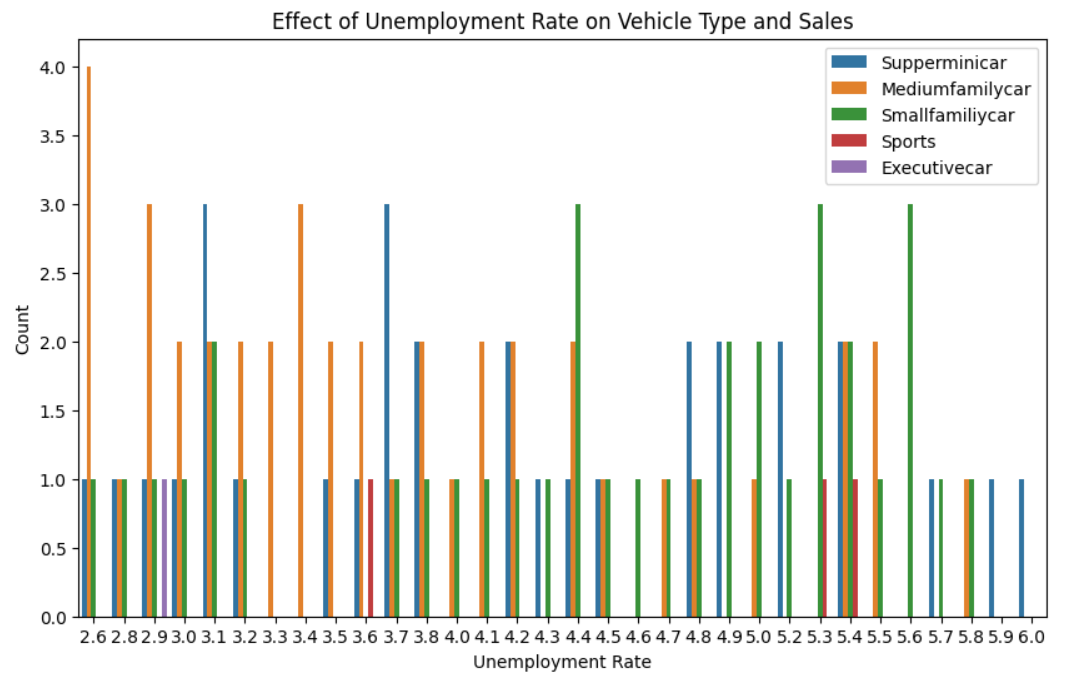 Effect of Unemployment Rate on Vehicle Type and Sales
Supperminicar
Mediumfamilycar
Smallfamiliycar
Sports
Executivecar
4.0
3.5
3.0
2.5
2.0
1.5
1.0
0.5
0.0
Count
2.6 2.8 2.9 3.0 3.1 3.2 3.3 3.4 3.5 3.6 3.7 3.8 4.0 4.1 4.2 4.3 4.4 4.5 4.6 4.7 4.8 4.9 5.0 5.2 5.3 5.4 5.5 5.6 5.7 5.8 5.9 6.0
Unemployment Rate